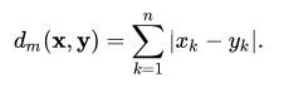 d_m(𝐱, 𝐲) = ∑_{k=1}^{n} |x_k − y_k|.